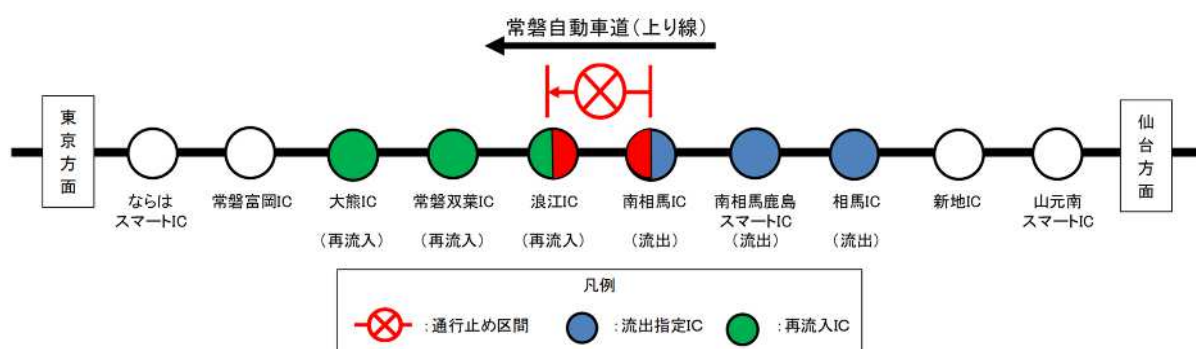 常磐自動車道（上り線）
東京方面
仙台方面
ならは
スマートIC
常磐富岡IC
大熊IC
（再流入）
常磐双葉IC
（再流入）
浪江IC
（再流入）
南相馬IC
（流出）
南相馬鹿島
スマートIC
（流出）
相馬IC
（流出）
新地IC
山元南
スマートIC
凡例
：通行止め区間
：流出指定IC
：再流入IC